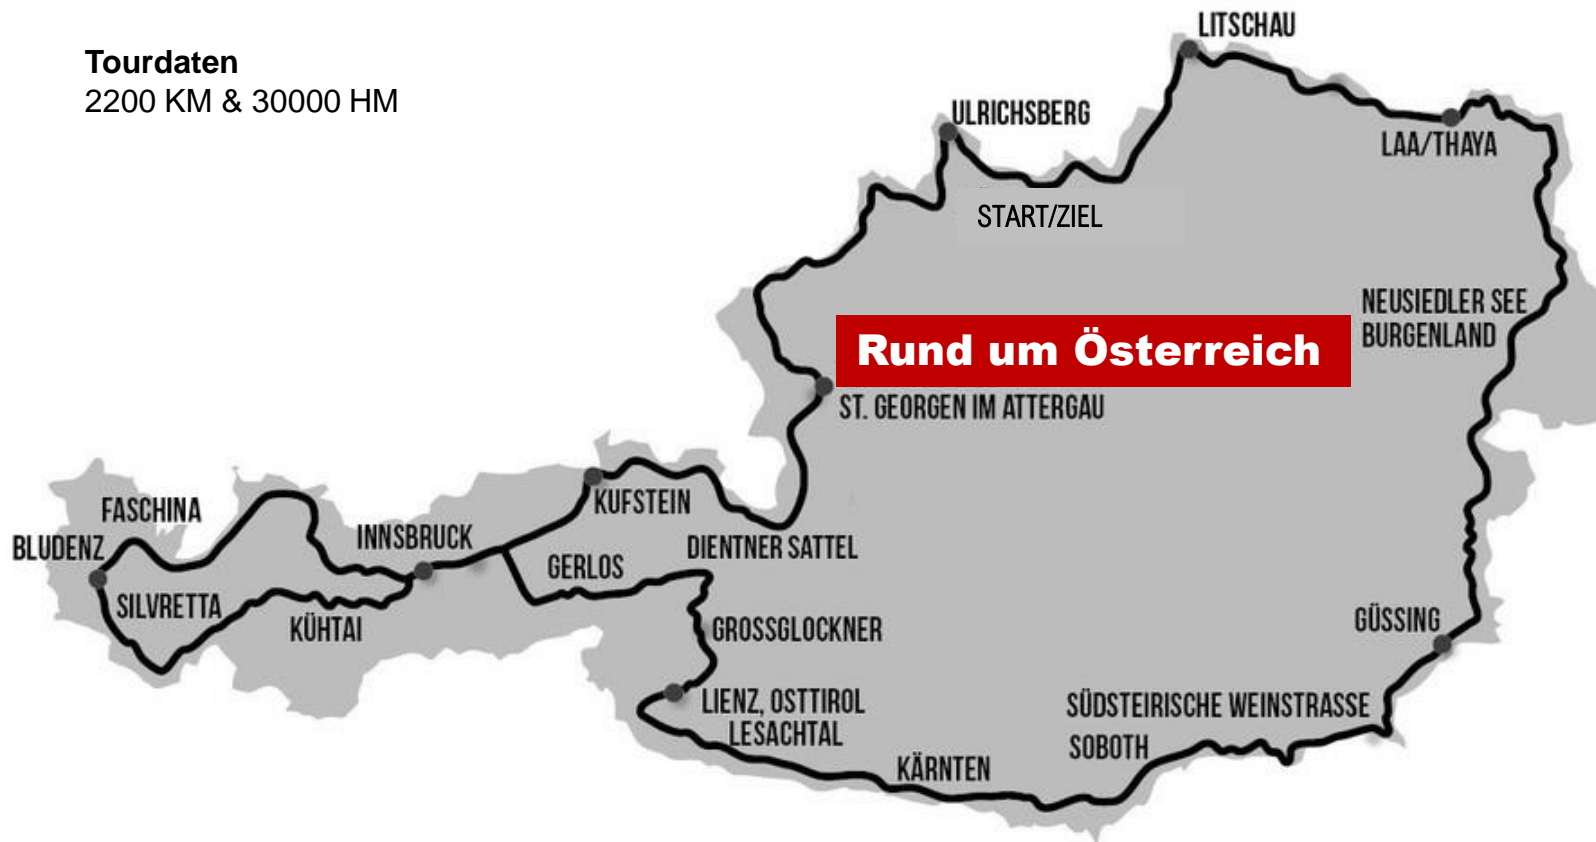 Tourdaten
2200 KM & 30000 HM
LITSCHAU
ULRICHSBERG
LAA/THAYA
START/ZIEL
NEUSIEDLER SEE
BURGENLAND
Rund um Österreich
ST. GEORGEN IM ATTERGAU
KUFSTEIN
FASCHINA
INNSBRUCK
BLUDENZ
DIENTNER SATTEL
GERLOS
SILVRETTA
KÜHTAI
GROSSGLOCKNER
GÜSSING
LIENZ, OSTTIROL
LESACHTAL
SÜDSTEIRISCHE WEINSTRASSE
SOBOTH
KÄRNTEN